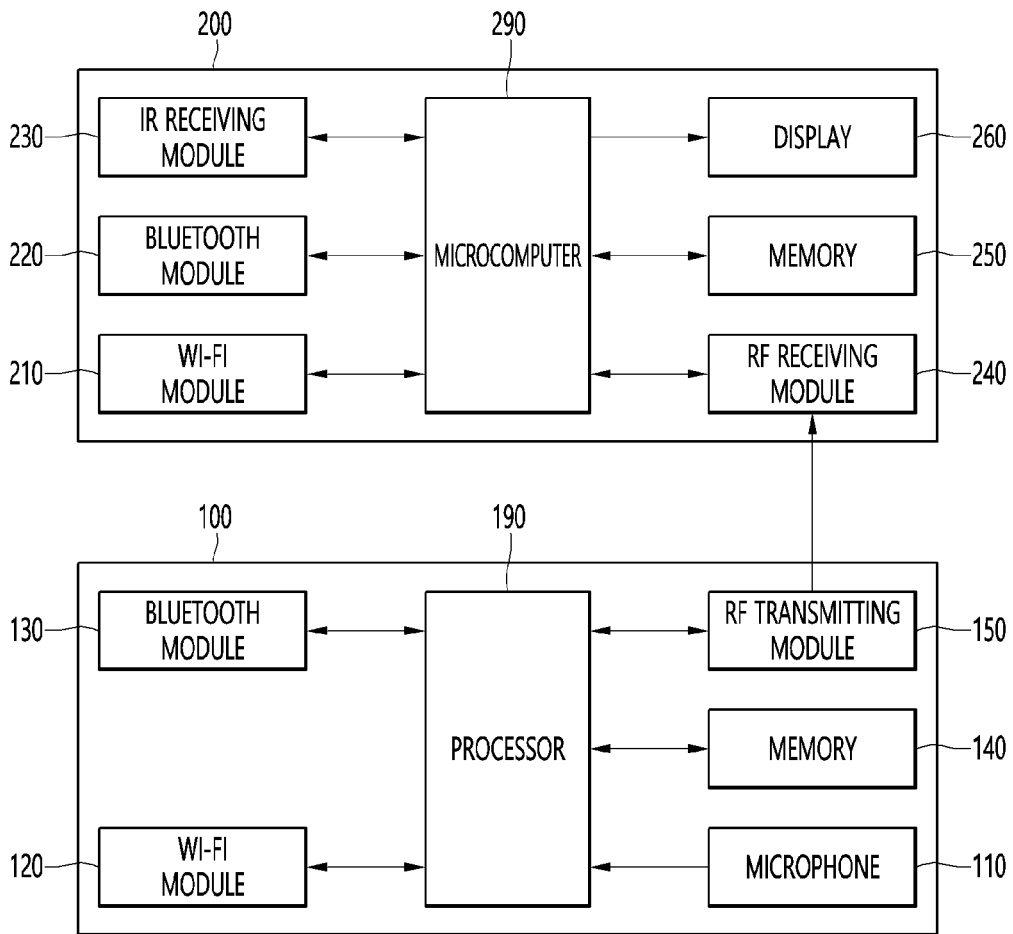 200
290
230
IR RECEIVING
MODULE
DISPLAY
260
220
BLUETOOTH
MODULE
MICROCOMPUTER
MEMORY
250
210
WI-FI
MODULE
RF RECEIVING
MODULE
240
100
190
130
BLUETOOTH
MODULE
RF TRANSMITTING
MODULE
150
PROCESSOR
MEMORY
140
120
WI-FI
MODULE
MICROPHONE
110